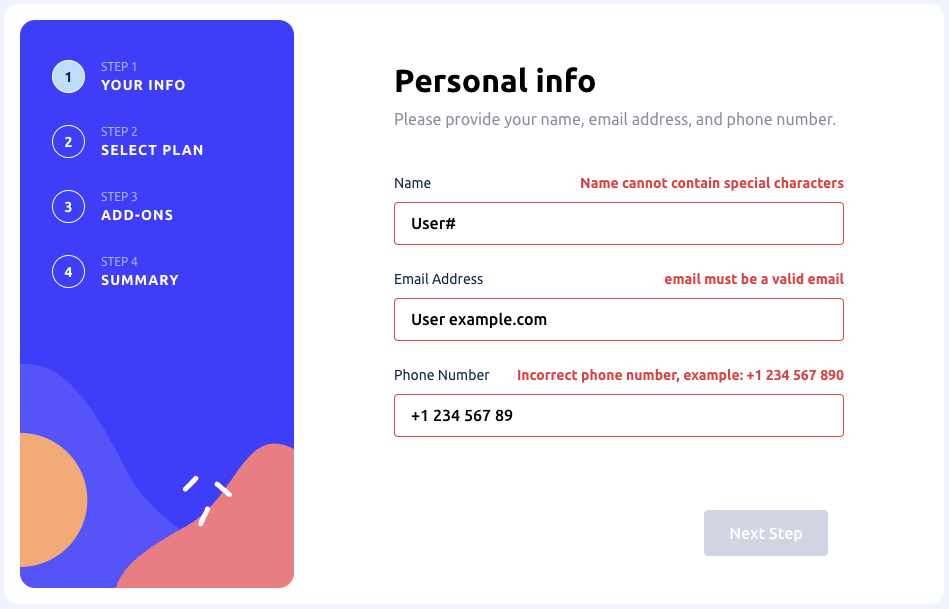 1
STEP 1
YOUR INFO
2
STEP 2
SELECT PLAN
3
STEP 3
ADD-ONS
4
STEP 4
SUMMARY
Personal info
Please provide your name, email address, and phone number.
Name
Name cannot contain special characters
User#
Email Address
email must be a valid email
User example.com
Phone Number
Incorrect phone number, example: +1 234 567 890
+1 234 567 89
Next Step